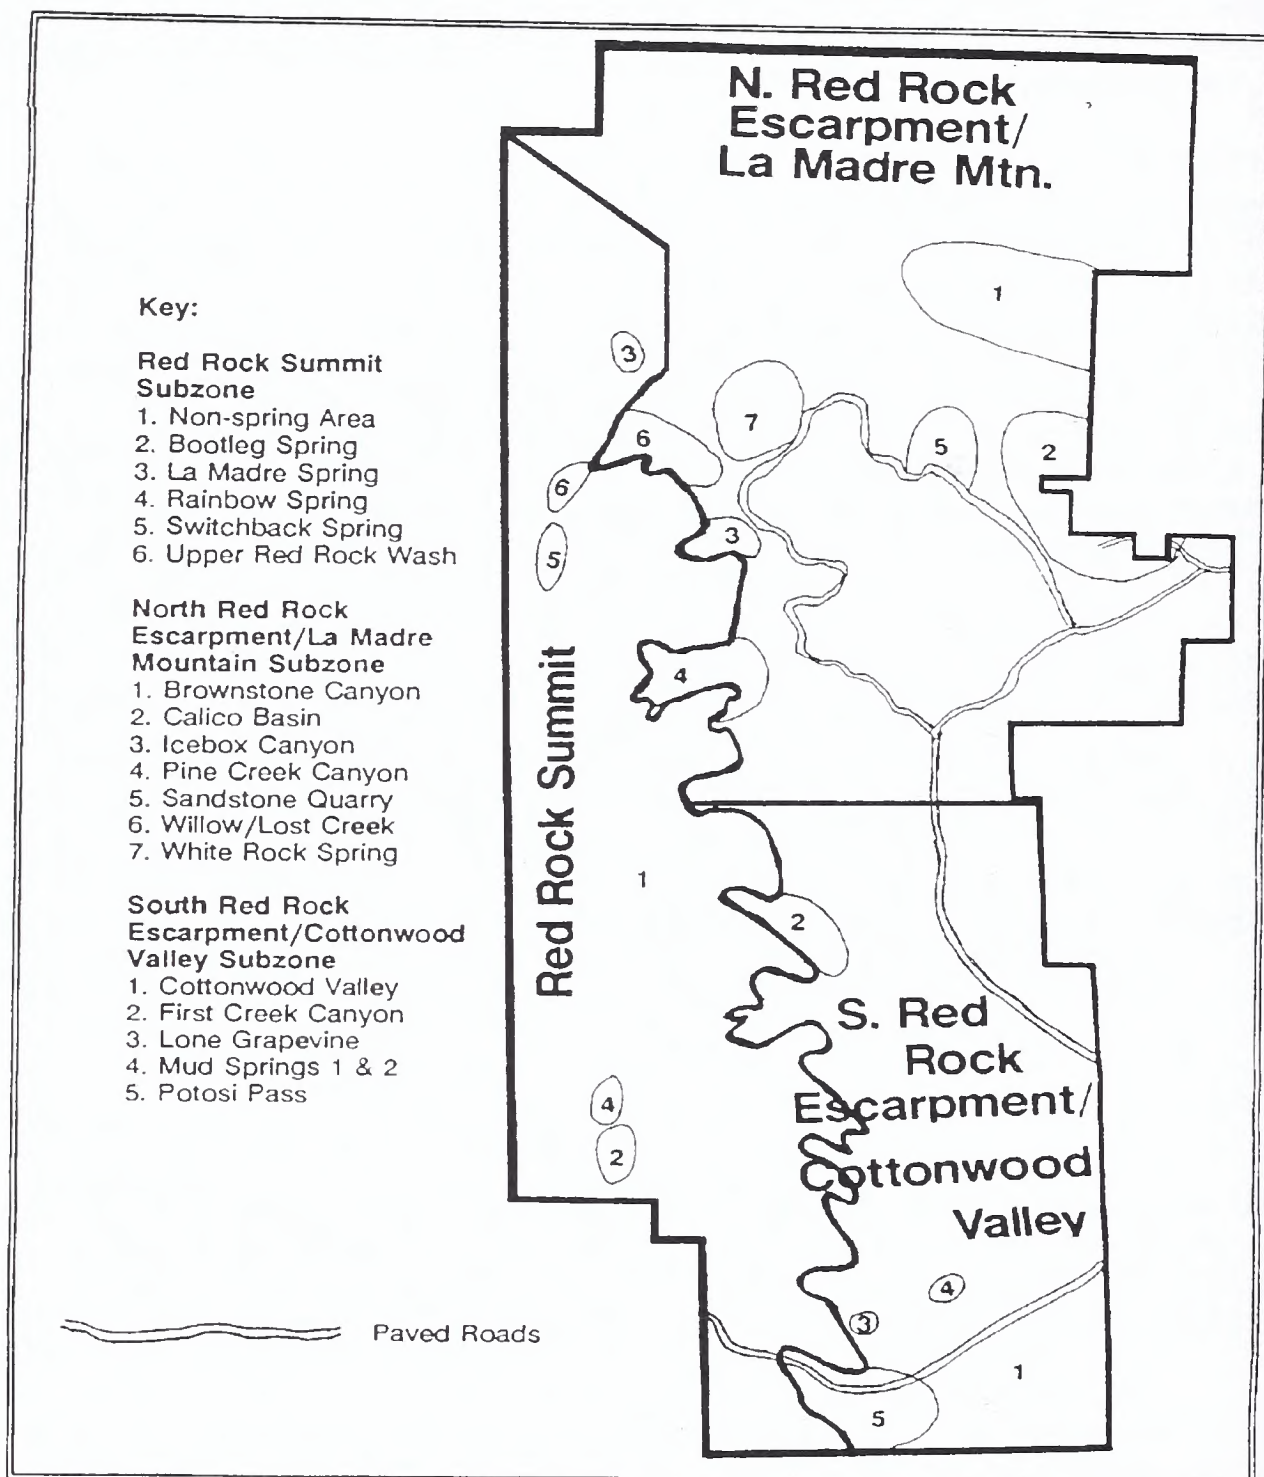 N. Red Rock
Escarpment/
La Madre Mtn.
1
Key:
Red Rock Summit
Subzone
1. Non-spring Area
2. Bootleg Spring
3. La Madre Spring
4. Rainbow Spring
5. Switchback Spring
6. Upper Red Rock Wash
North Red Rock
Escarpment/La Madre
Mountain Subzone
1. Brownstone Canyon
2. Calico Basin
3. Icebox Canyon
4. Pine Creek Canyon
5. Sandstone Quarry
6. Willow/Lost Creek
7. White Rock Spring
South Red Rock
Escarpment/Cottonwood
Valley Subzone
1. Cottonwood Valley
2. First Creek Canyon
3. Lone Grapevine
4. Mud Springs 1 & 2
5. Potosi Pass
3
7
6
5
2
6
3
5
4
Red Rock Summit
1
2
S. Red
Rock
Escarpment/
Cottonwood
Valley
4
2
4
3
1
5
Paved Roads